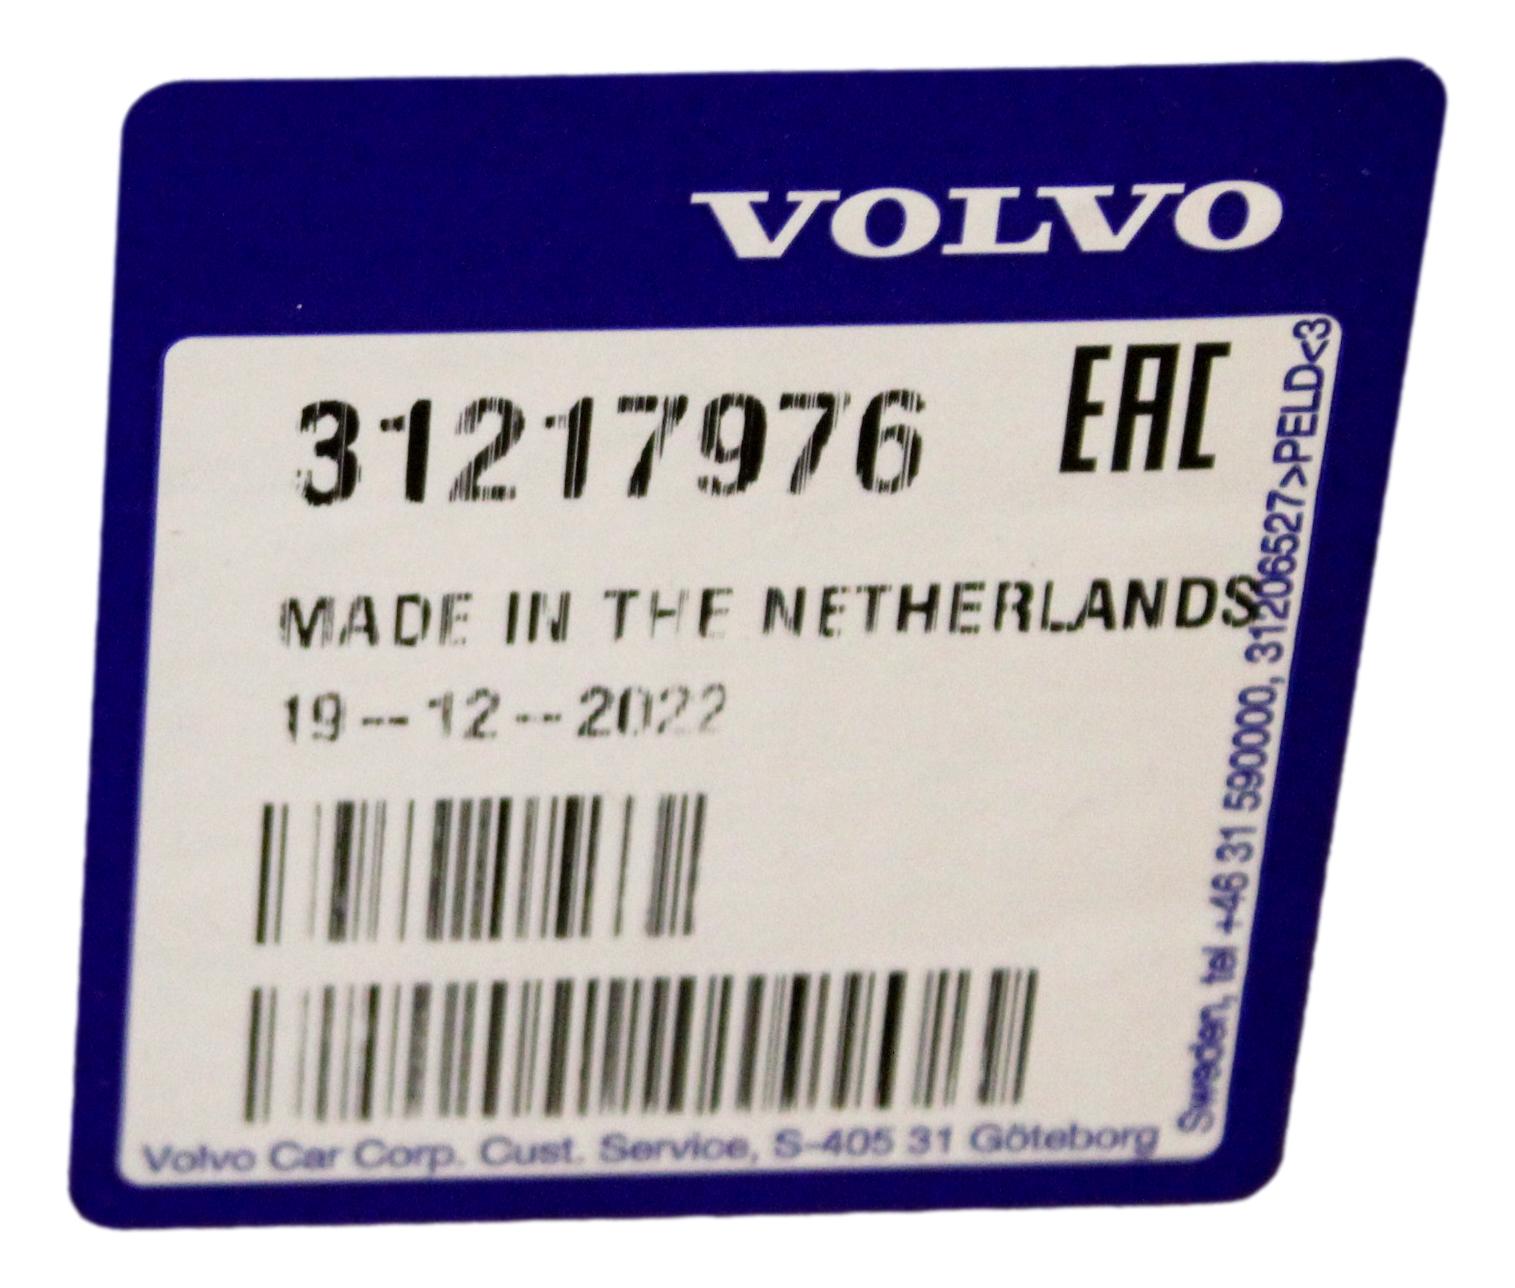 VOLVO
31217976
EAC
MADE IN THE NETHERLANDS
19--12--2022
Volvo Car Corp. Cust. Service, S-405 31 Göteborg
Sweden, tel +46 31 590000, 31206527>PELD<3